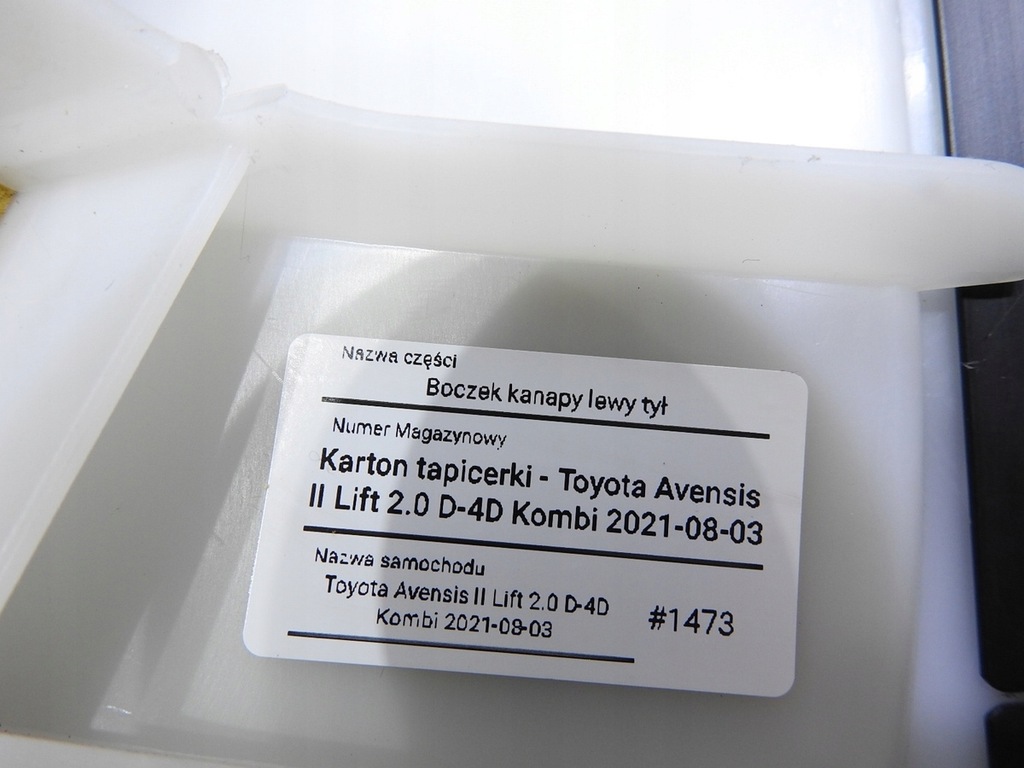 Nazwa części
Boczek kanapy lewy tył
Numer Magazynowy
Karton tapicerki - Toyota Avensis
II Lift 2.0 D-4D Kombi 2021-08-03
Nazwa samochodu
Toyota Avensis II Lift 2.0 D-4D
Kombi 2021-08-03
#1473